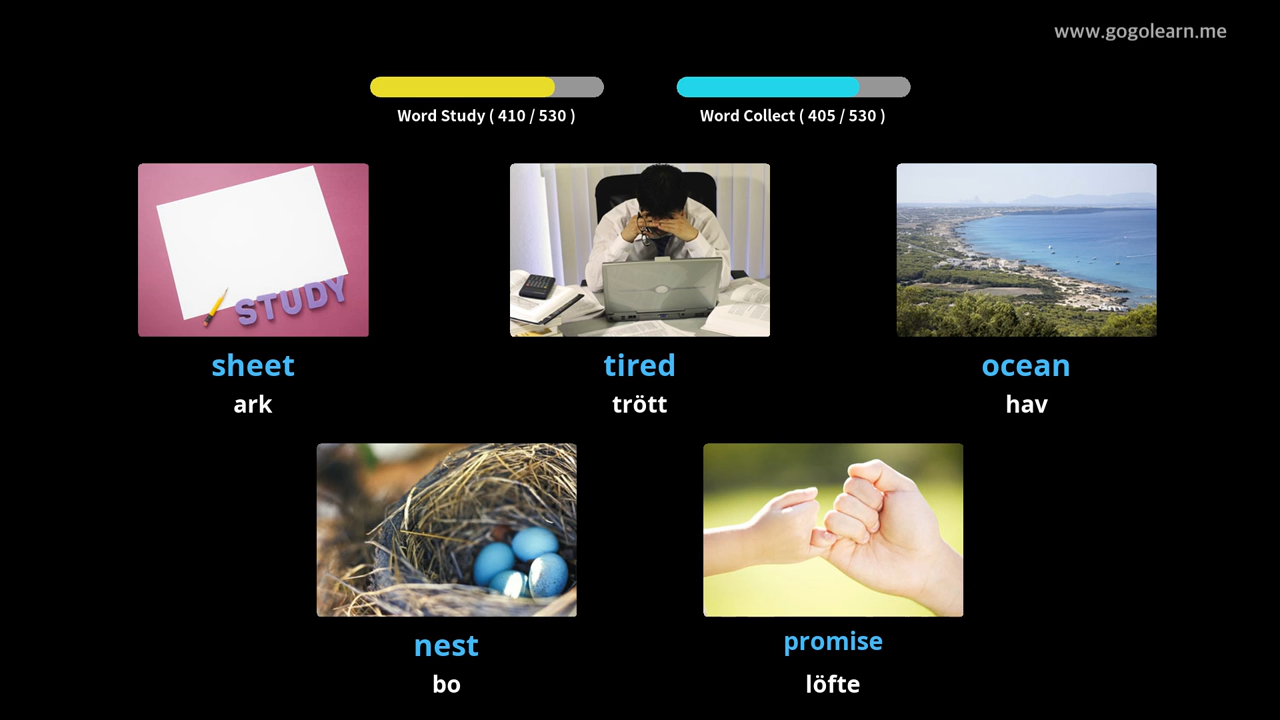 www.gogolearn.me
Word Study ( 410 / 530 )
Word Collect ( 405 / 530 )
STUDY
sheet
ark
tired
trött
ocean
hav
nest
bo
promise
löfte